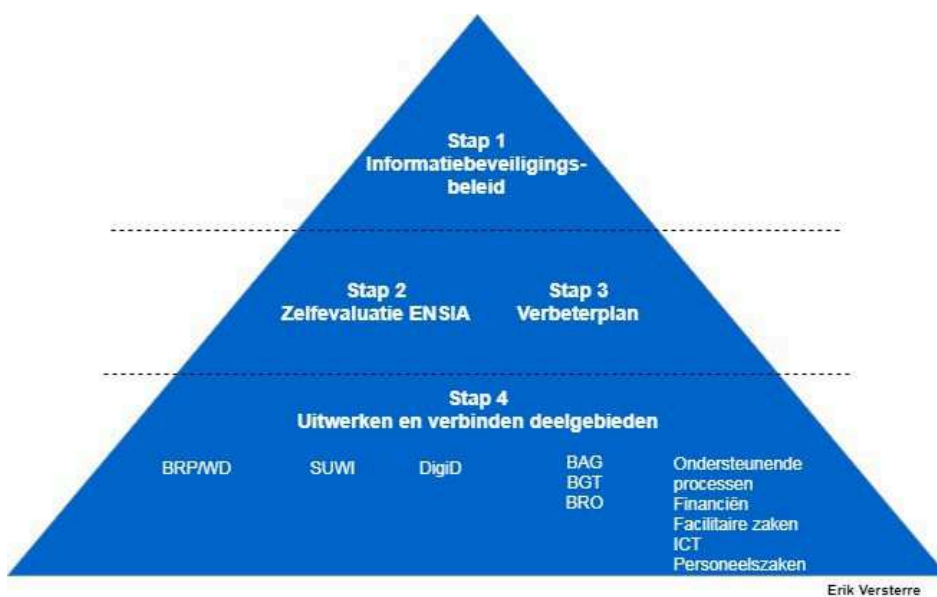 Stap 1
Informatiebeveiligings-
beleid
Stap 2
Zelfevaluatie ENSIA
Stap 3
Verbeterplan
Stap 4
Uitwerken en verbinden deelgebieden
BRP/WD
SUWI
DigiD
BAG
BGT
BRO
Ondersteunende
processen
Financiën
Facilitaire zaken
ICT
Personeelszaken
Erik Versterre